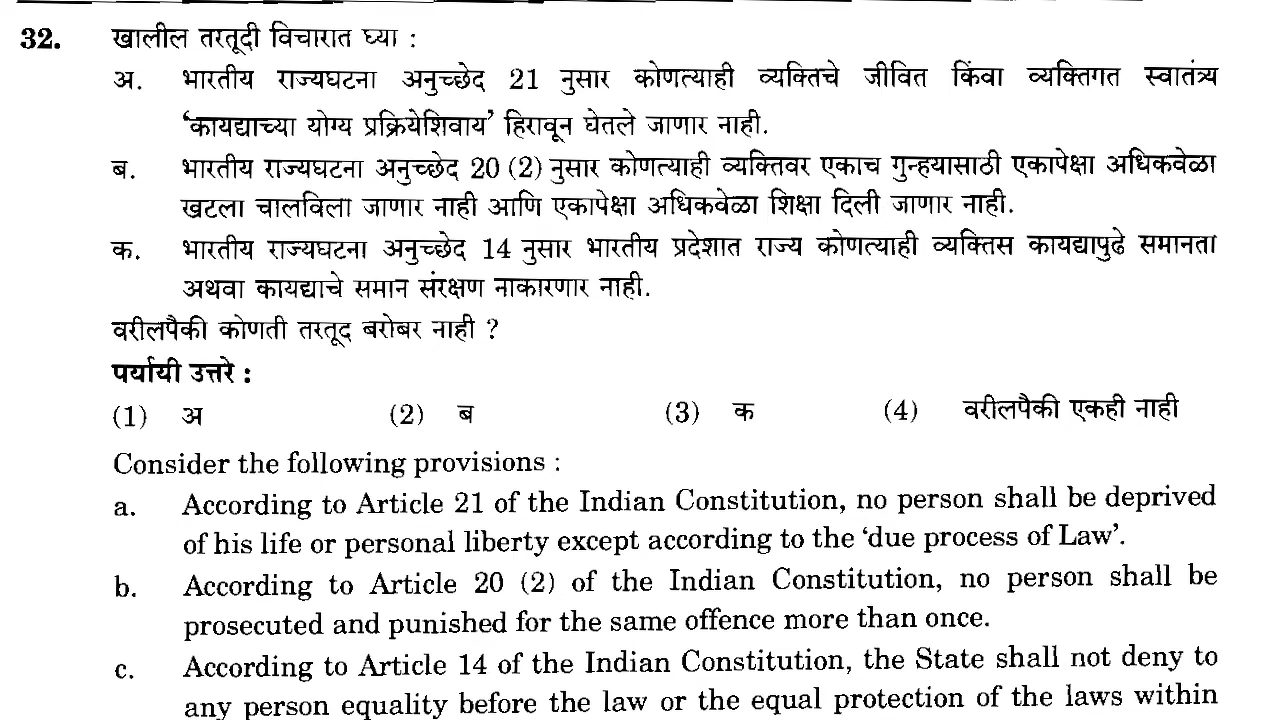 32. खालील तरतूदी विचारात घ्या :
अ. भारतीय राज्यघटना अनुच्छेद 21 नुसार कोणत्याही व्यक्तिचे जीवित किंवा व्यक्तिगत स्वातंत्र्य
‘कायद्याच्या योग्य प्रक्रियेशिवाय’ हिरावून घेतले जाणार नाही.
ब. भारतीय राज्यघटना अनुच्छेद 20 (2) नुसार कोणत्याही व्यक्तिवर एकाच गुन्हयासाठी एकापेक्षा अधिकवेळा
खटला चालविला जाणार नाही आणि एकापेक्षा अधिकवेळा शिक्षा दिली जाणार नाही.
क. भारतीय राज्यघटना अनुच्छेद 14 नुसार भारतीय प्रदेशात राज्य कोणत्याही व्यक्तिस कायद्यापुढे समानता
अथवा कायद्याचे समान संरक्षण नाकारणार नाही.
वरीलपैकी कोणती तरतूद बरोबर नाही ?
पर्यायी उत्तरे :
(1) अ (2) ब (3) क (4) वरीलपैकी एकही नाही
Consider the following provisions :
a. According to Article 21 of the Indian Constitution, no person shall be deprived
of his life or personal liberty except according to the ‘due process of Law’.
b. According to Article 20 (2) of the Indian Constitution, no person shall be
prosecuted and punished for the same offence more than once.
c. According to Article 14 of the Indian Constitution, the State shall not deny to
any person equality before the law or the equal protection of the laws within